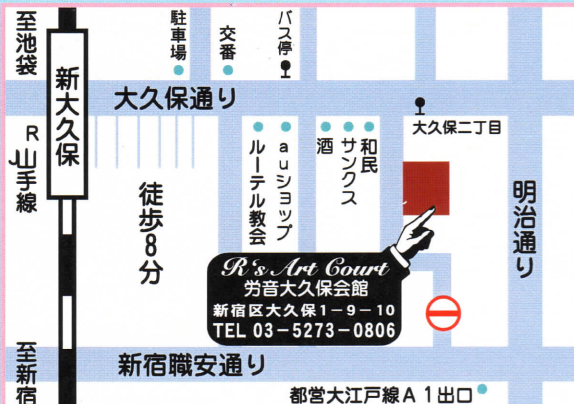 至池袋
駐車場
交番
バス停
新大久保
大久保通り
大久保二丁目
JR山手線
徒歩8分
ルーテル教会
auショップ
酒
サンクス
和民
明治通り
R's Art Court
労音大久保会館
新宿区大久保1-9-10
TEL 03-5273-0806
至新宿
新宿職安通り
都営大江戸線A1出口